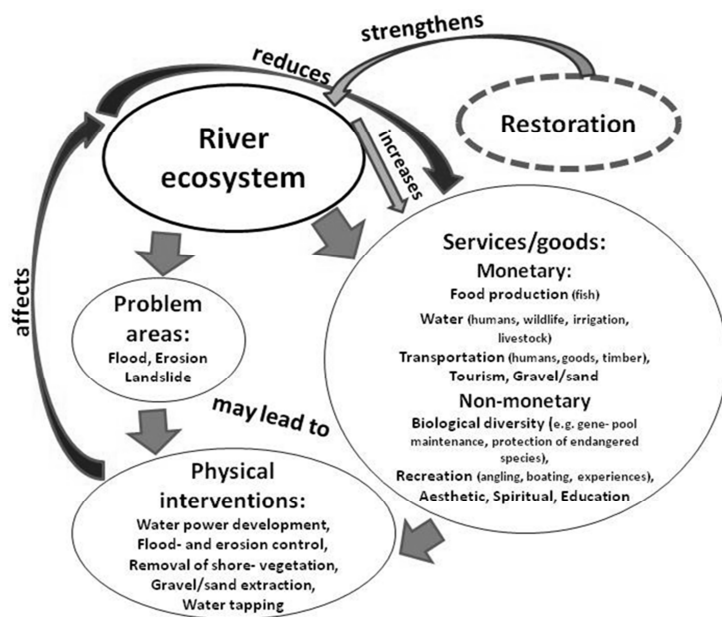 strengthens
reduces
Restoration
River
ecosystem
increases
affects
Services/goods:
Monetary:
Food production (fish)
Water (humans, wildlife, irrigation,
livestock)
Transportation (humans, goods, timber),
Tourism, Gravel/sand
Non-monetary
Biological diversity (e.g. gene- pool
maintenance, protection of endangered
species),
Recreation (angling, boating, experiences),
Aesthetic, Spiritual, Education
Problem
areas:
Flood, Erosion
Landslide
may lead to
Physical
interventions:
Water power development,
Flood- and erosion control,
Removal of shore- vegetation,
Gravel/sand extraction,
Water tapping